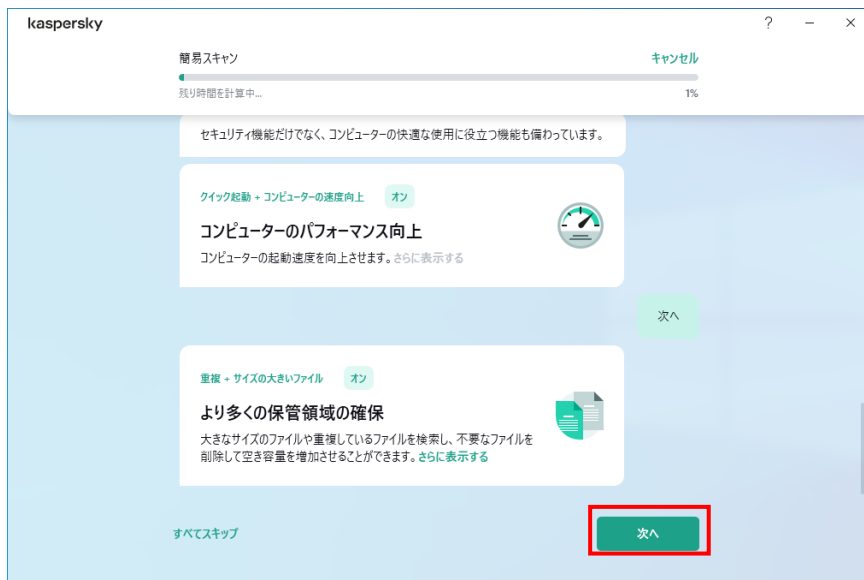 kaspersky
?
簡易スキャン
キャンセル
残り時間を計算中...
1%
セキュリティ機能だけでなく、コンピューターの快適な使用に役立つ機能も備わっています。
クイック起動 + コンピューターの速度向上 オン
コンピューターのパフォーマンス向上
コンピューターの起動速度を向上させます。さらに表示する
次へ
重複 + サイズの大きいファイル オン
より多くの保管領域の確保
大きなサイズのファイルや重複しているファイルを検索し、不要なファイルを
削除して空き容量を増加させることができます。さらに表示する
すべてスキップ
次へ